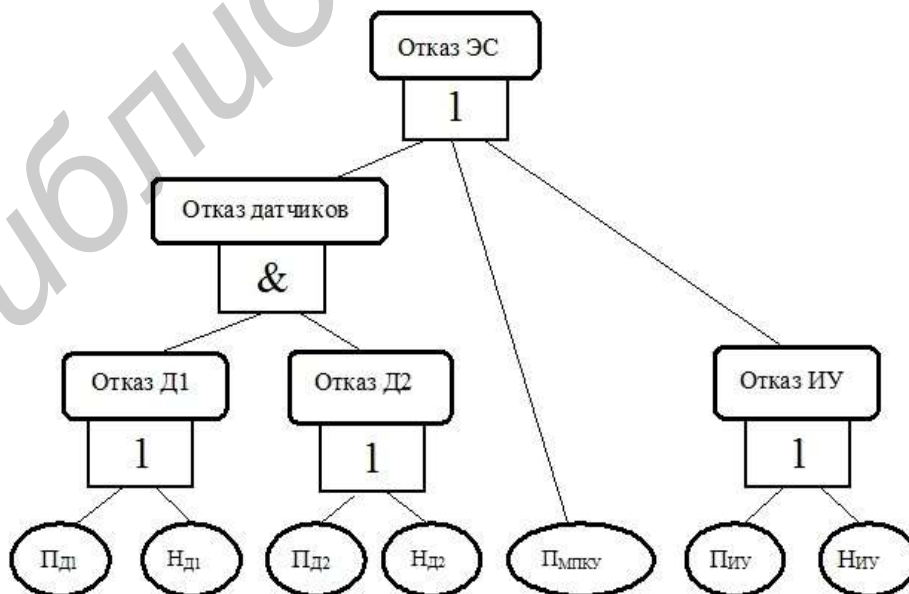 Отказ ЭС
1
Отказ датчиков
&
Отказ Д1
Отказ Д2
Отказ ИУ
1
1
1
ПД1
НД1
ПД2
НД2
ПМПКУ
ПИУ
НИУ